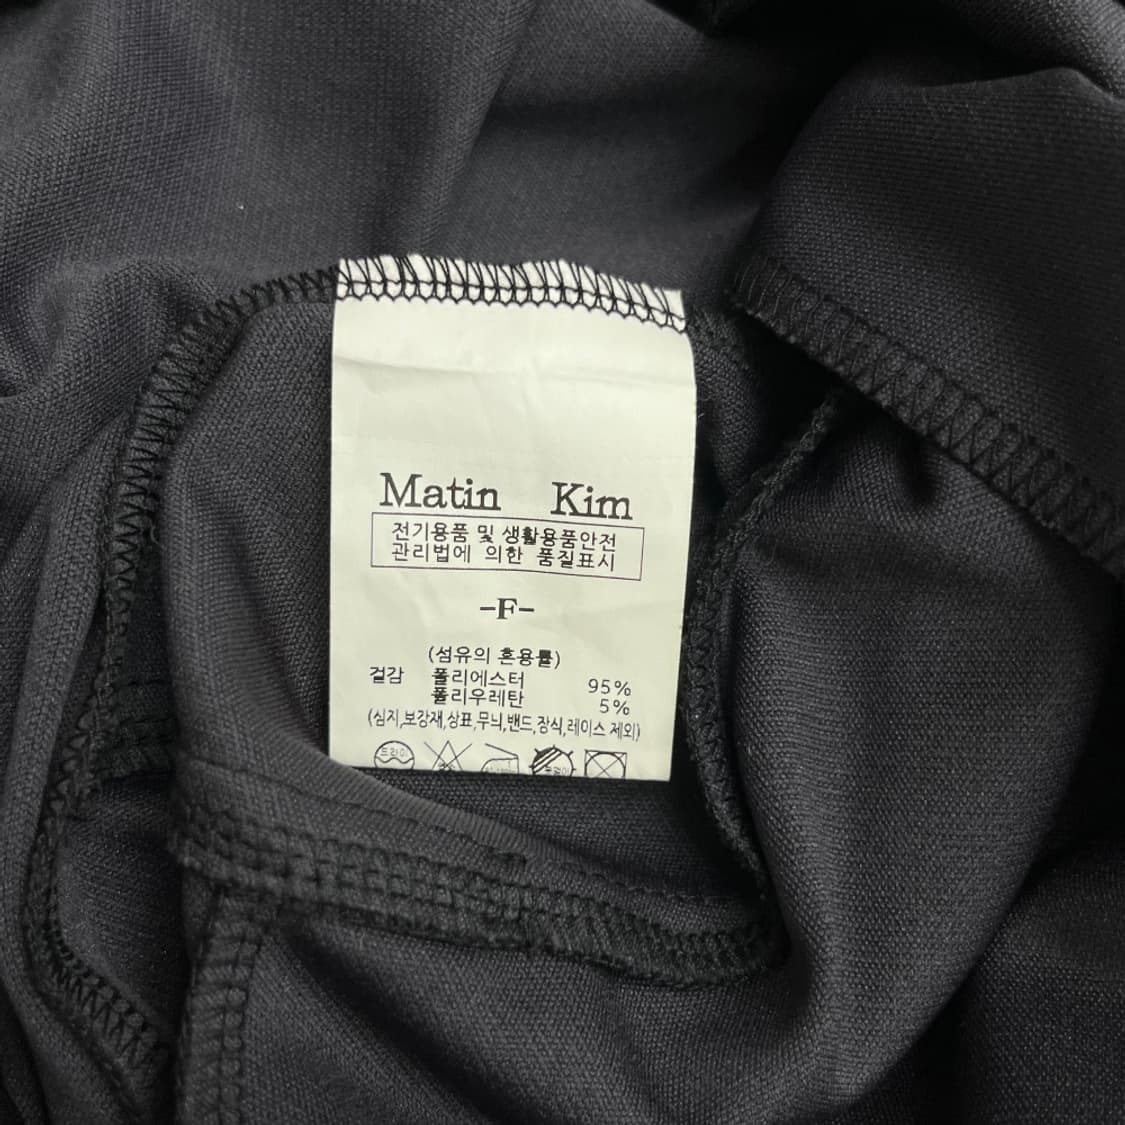 Matin Kim
전기용품 및 생활용품안전
관리법에 의한 품질표시
-F-
(섬유의 혼용률)
겉감 폴리에스터 95%
폴리우레탄 5%
(심지,보강재,상표,무늬,밴드,장식,레이스 제외)
드라이